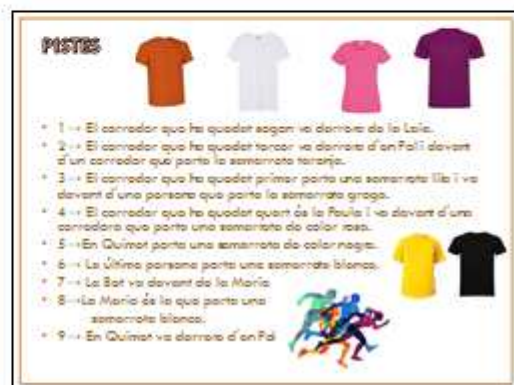 PISTES
• 1 → El corredor que ha quedat segon va darrera de la Laia.
• 2 → El corredor que ha quedat tercer va darrera d'en Pol i davant
d'un corredor que porta la samarreta taronja.
• 3 → El corredor que ha quedat primer porta una samarreta lila i va
davant d'una persona que porta la samarreta groga.
• 4 → El corredor que ha quedat quart és la Paula i va davant d'una
corredora que porta una samarreta de color rosa.
• 5 → En Quimet porta una samarreta de color negre.
• 6 → La última persona porta una samarreta blanca.
• 7 → La Bet va davant de la Maria
• 8 → La Maria és la que porta una
samarreta blanca.
• 9 → En Quimet va darrera d'en Pol